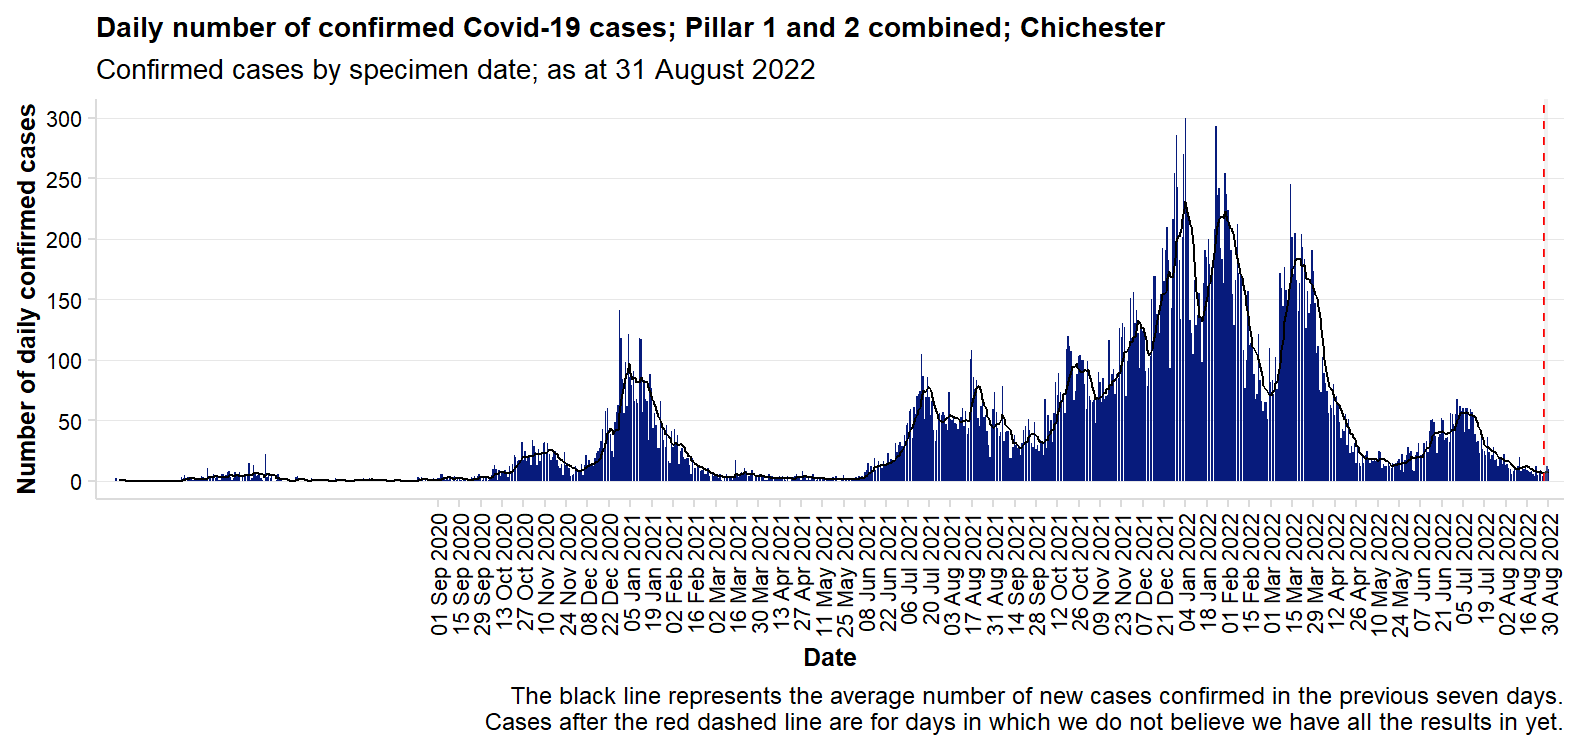 Daily number of confirmed Covid-19 cases; Pillar 1 and 2 combined; Chichester
Confirmed cases by specimen date; as at 31 August 2022
Number of daily confirmed cases
300
250
200
150
100
50
0
01 Sep 2020
15 Sep 2020
29 Sep 2020
13 Oct 2020
27 Oct 2020
10 Nov 2020
24 Nov 2020
08 Dec 2020
22 Dec 2020
05 Jan 2021
19 Jan 2021
02 Feb 2021
16 Feb 2021
02 Mar 2021
16 Mar 2021
30 Mar 2021
13 Apr 2021
27 Apr 2021
11 May 2021
25 May 2021
08 Jun 2021
22 Jun 2021
06 Jul 2021
20 Jul 2021
03 Aug 2021
17 Aug 2021
31 Aug 2021
14 Sep 2021
28 Sep 2021
12 Oct 2021
26 Oct 2021
09 Nov 2021
23 Nov 2021
07 Dec 2021
21 Dec 2021
04 Jan 2022
18 Jan 2022
01 Feb 2022
15 Feb 2022
01 Mar 2022
15 Mar 2022
29 Mar 2022
12 Apr 2022
26 Apr 2022
10 May 2022
24 May 2022
07 Jun 2022
21 Jun 2022
05 Jul 2022
19 Jul 2022
02 Aug 2022
16 Aug 2022
30 Aug 2022
Date
The black line represents the average number of new cases confirmed in the previous seven days.
Cases after the red dashed line are for days in which we do not believe we have all the results in yet.